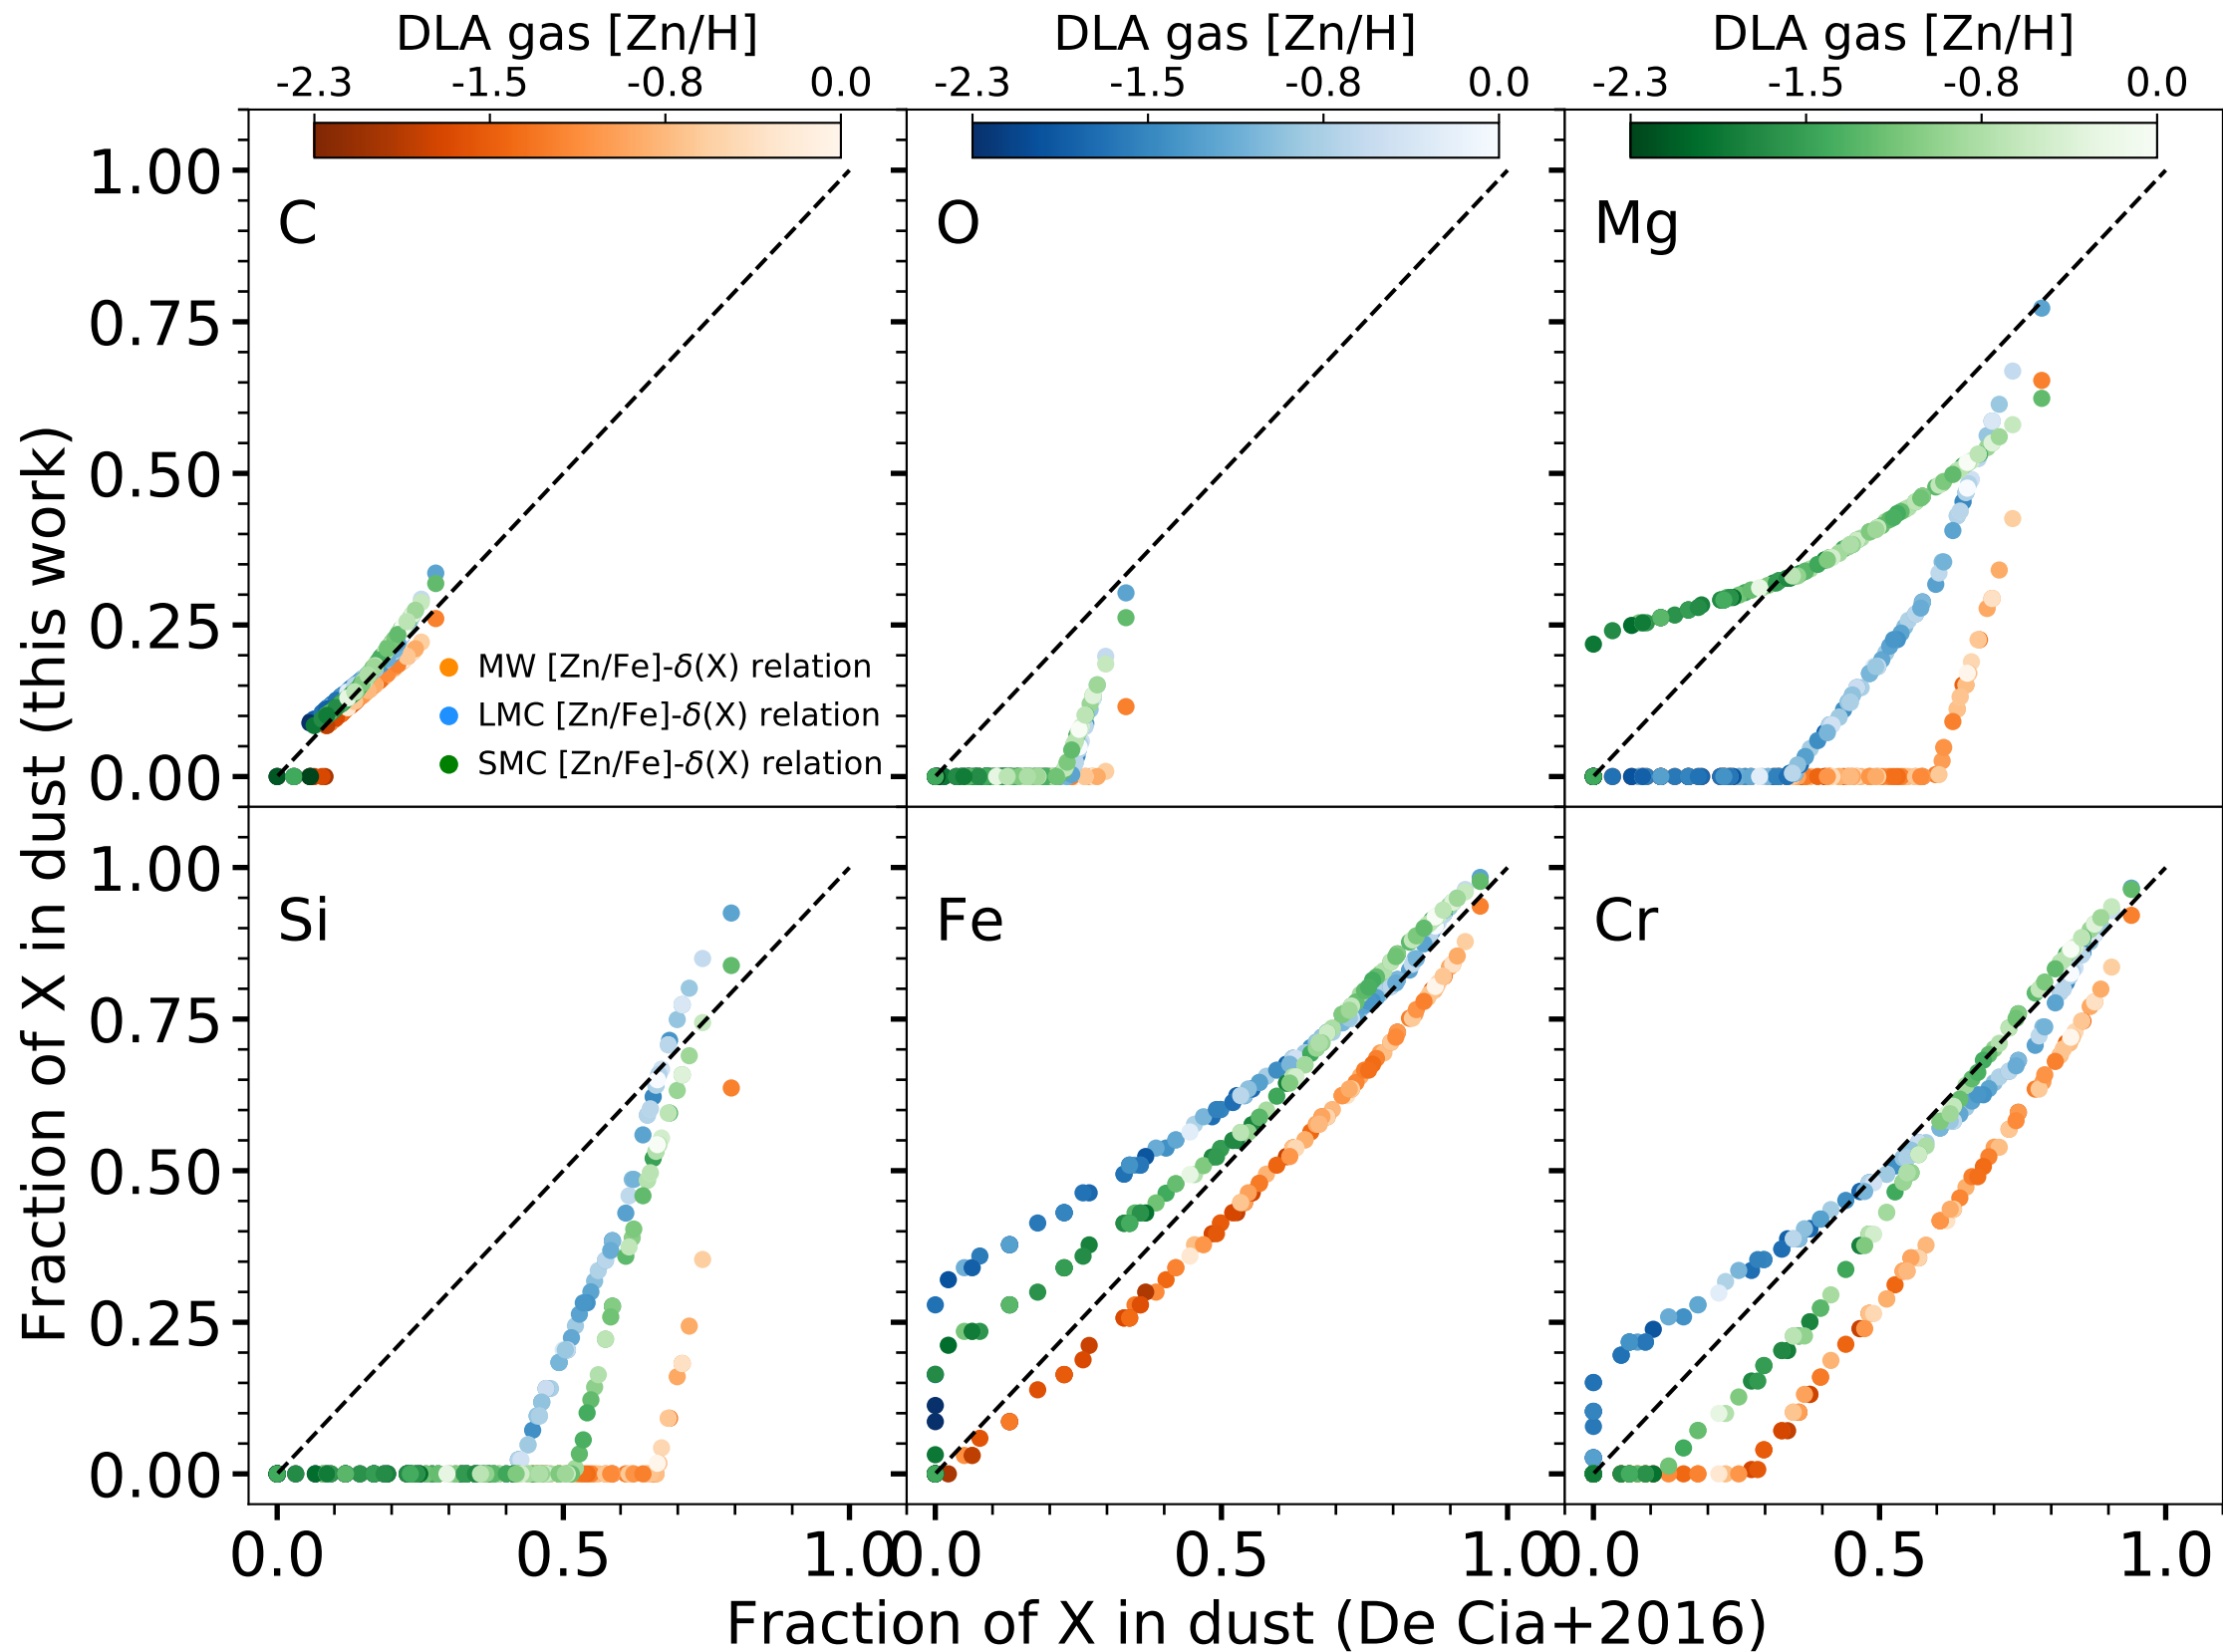 DLA gas [Zn/H]
-2.3 -1.5 -0.8 0.0
DLA gas [Zn/H]
-2.3 -1.5 -0.8 0.0
DLA gas [Zn/H]
-2.3 -1.5 -0.8 0.0
Fraction of X in dust (this work)
1.00
0.75
0.50
0.25
0.00
C
MW [Zn/Fe]-δ(X) relation
LMC [Zn/Fe]-δ(X) relation
SMC [Zn/Fe]-δ(X) relation
O
Mg
1.00
0.75
0.50
0.25
0.00
Si
Fe
Cr
0.0 0.5 1.0
0.0 0.5 1.0
0.0 0.5 1.0
Fraction of X in dust (De Cia+2016)